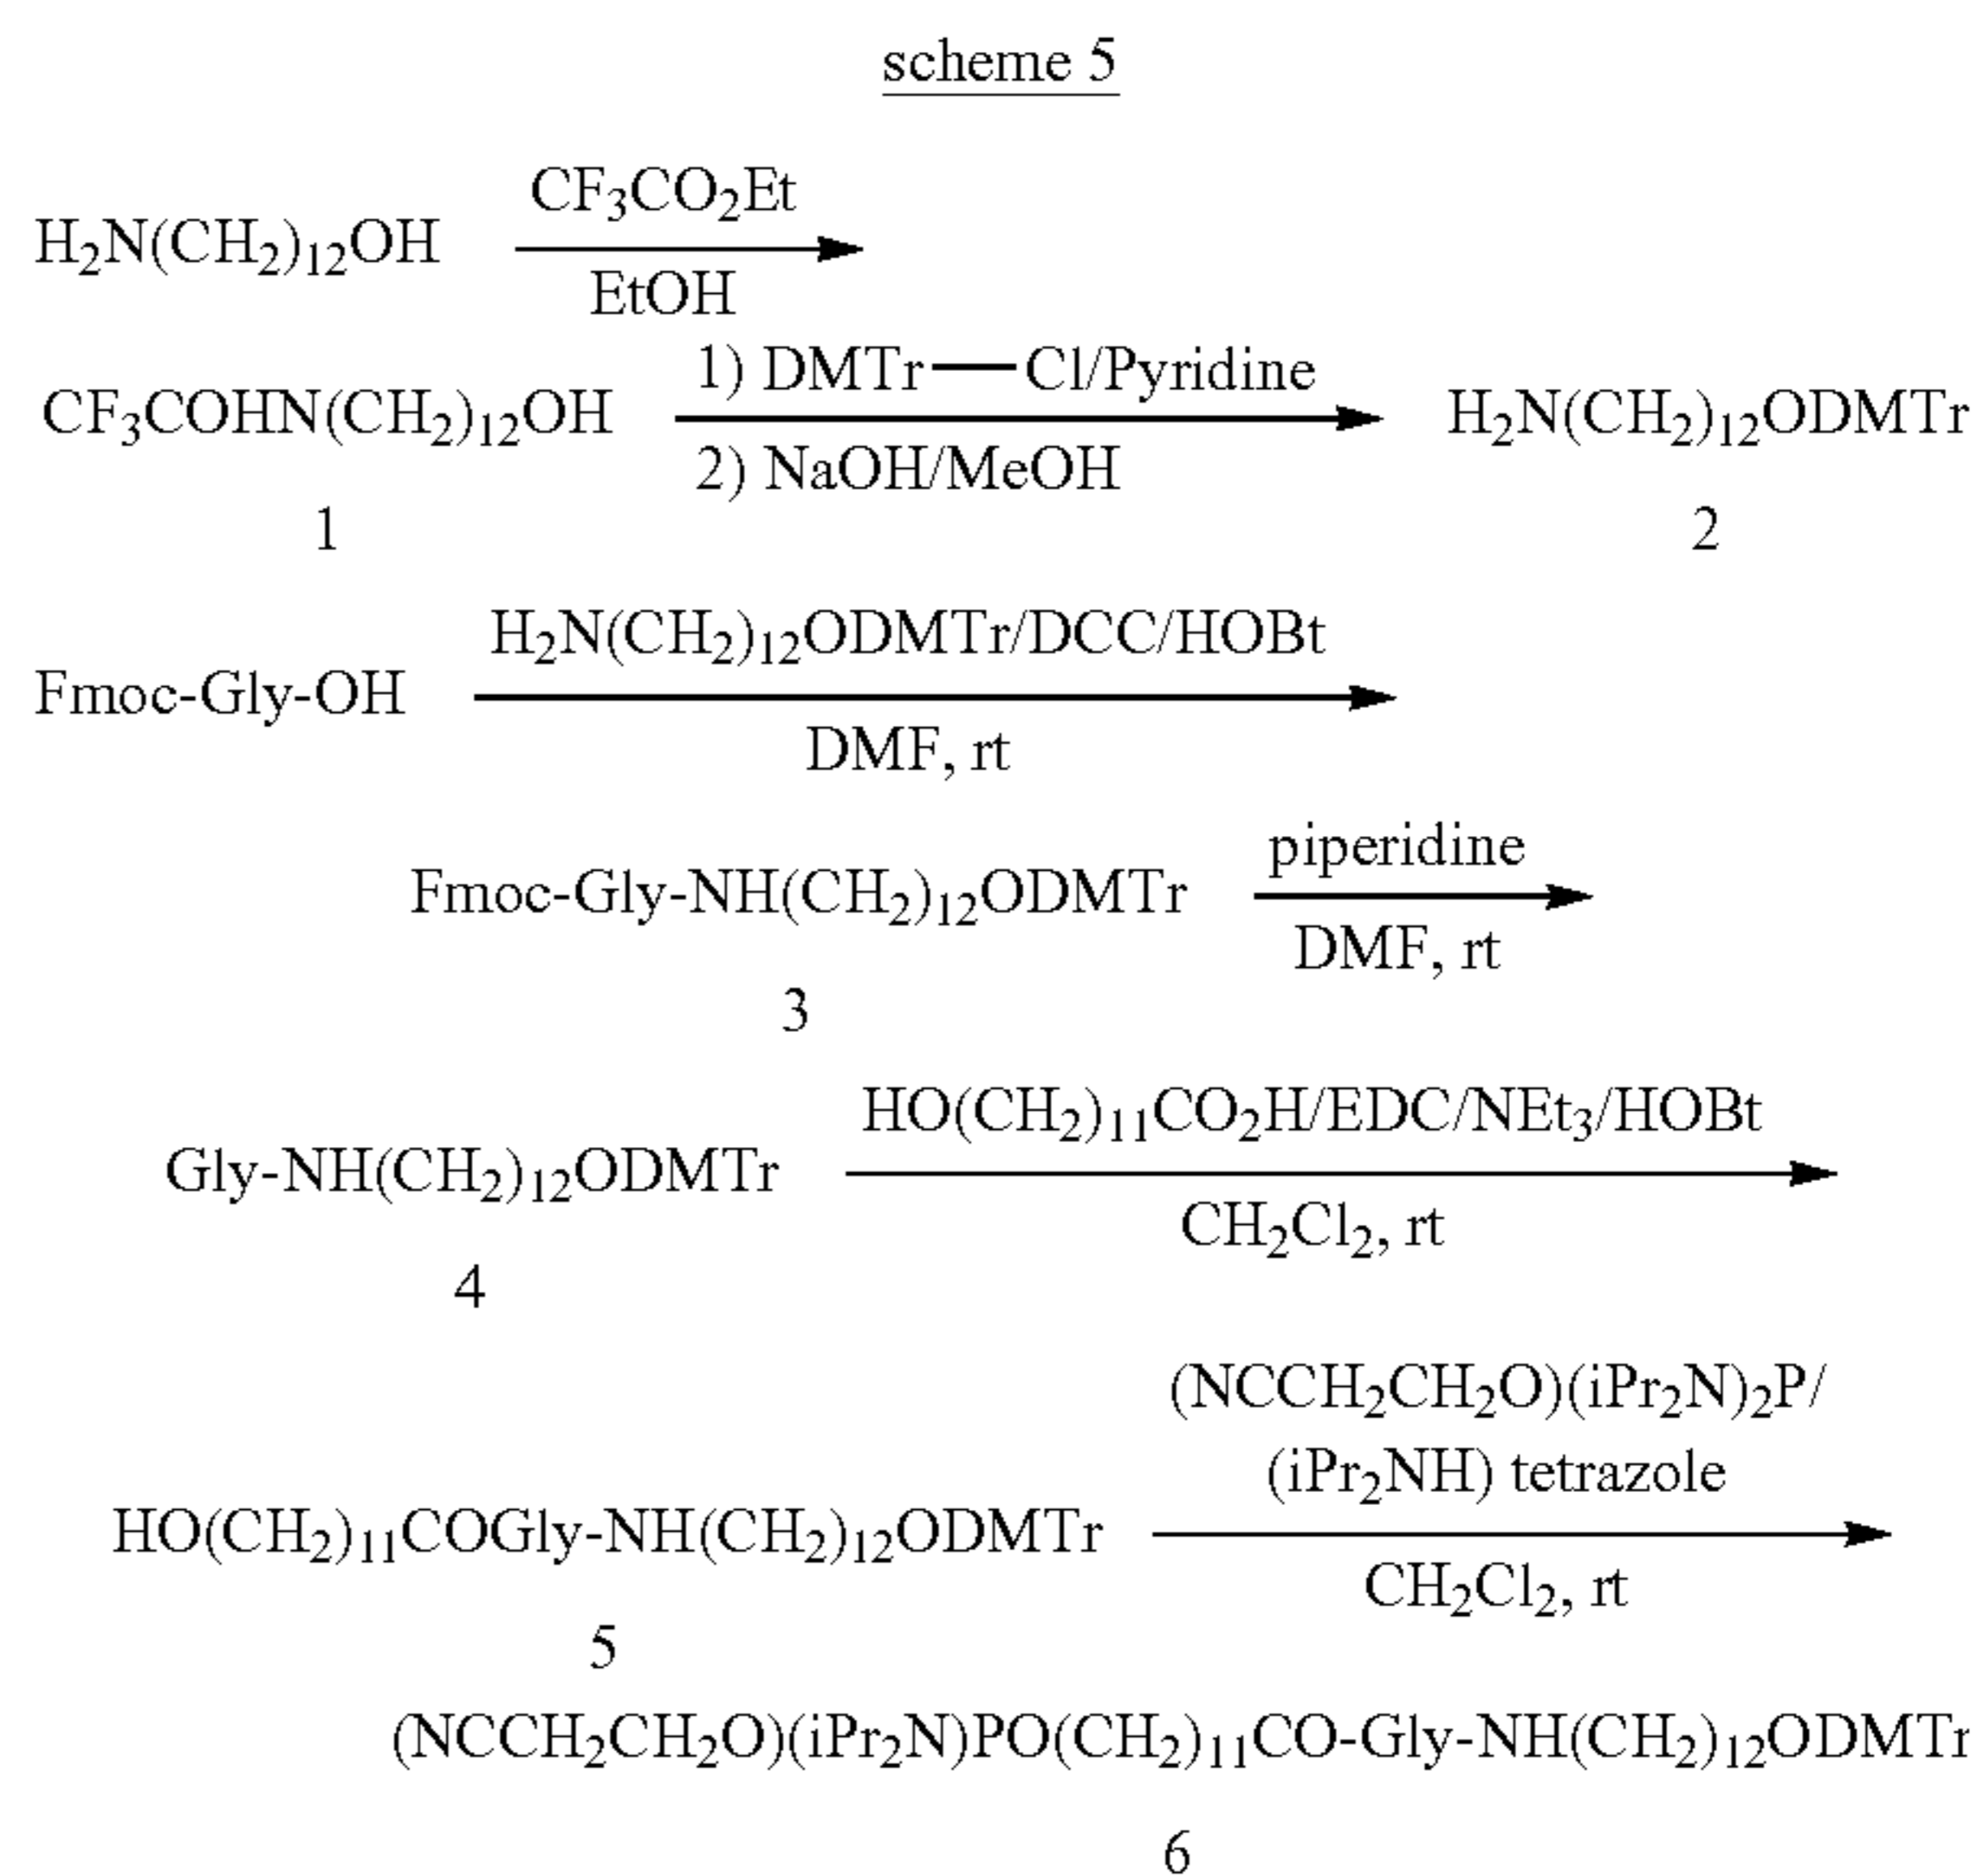 scheme 5
CF₃CO₂Et
H₂N(CH₂)₁₂OH
EtOH
1) DMTr—Cl/Pyridine
CF₃COHN(CH₂)₁₂OH
H₂N(CH₂)₁₂ODMTr
2) NaOH/MeOH
1
2
H₂N(CH₂)₁₂ODMTr/DCC/HOBt
Fmoc-Gly-OH
DMF, rt
piperidine
Fmoc-Gly-NH(CH₂)₁₂ODMTr
DMF, rt
3
HO(CH₂)₁₁CO₂H/EDC/NEt₃/HOBt
Gly-NH(CH₂)₁₂ODMTr
CH₂Cl₂, rt
4
(NCCH₂CH₂O)(iPr₂N)₂P/
(iPr₂NH) tetrazole
HO(CH₂)₁₁COGly-NH(CH₂)₁₂ODMTr
CH₂Cl₂, rt
5
(NCCH₂CH₂O)(iPr₂N)PO(CH₂)₁₁CO-Gly-NH(CH₂)₁₂ODMTr
6